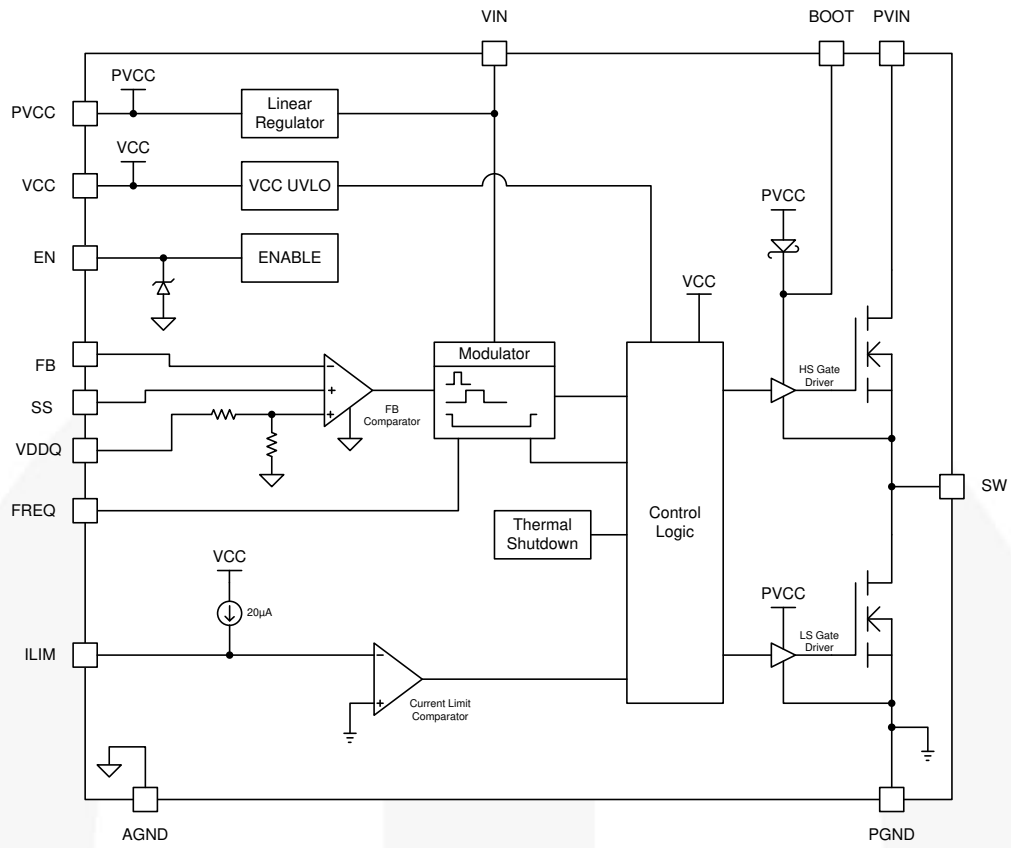 VIN
BOOT
PVIN
PVCC
PVCC
Linear
Regulator
VCC
VCC
VCC UVLO
PVCC
EN
ENABLE
VCC
FB
SS
VDDQ
FREQ
−
+
+
FB
Comparator
Modulator
HS Gate
Driver
SW
Thermal
Shutdown
Control
Logic
VCC
20µA
PVCC
LS Gate
Driver
ILIM
−
+
Current Limit
Comparator
AGND
PGND